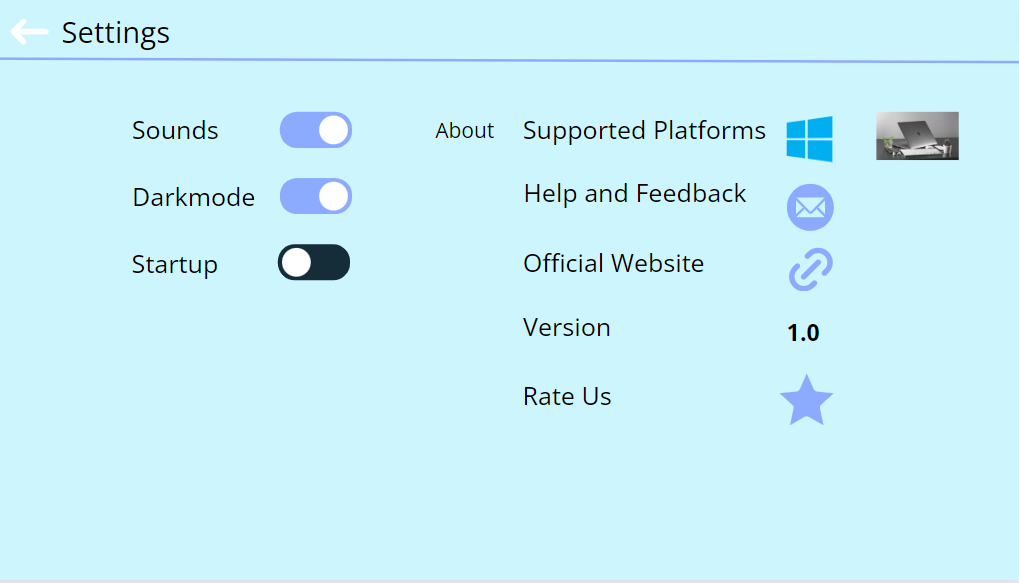 Settings
Sounds
Darkmode
Startup
About
Supported Platforms
Help and Feedback
Official Website
Version
1.0
Rate Us